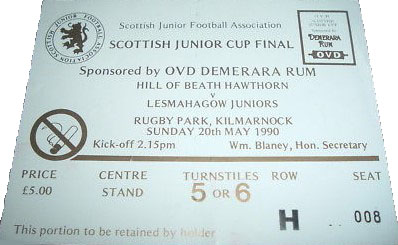 Scottish Junior Football Association
SCOTTISH JUNIOR CUP FINAL
Sponsored by OVD DEMERARA RUM
HILL OF BEATH HAWTHORN
v
LESMAHAGOW JUNIORS
RUGBY PARK, KILMARNOCK
SUNDAY 20th MAY 1990
Kick-off 2.15pm Wm. Blaney, Hon. Secretary
PRICE CENTRE TURNSTILES ROW SEAT
£5.00 STAND 5 OR 6
H 008
This portion to be retained by holder
SCOTTISH JUNIOR FOOTBALL ASSOCIATION
DEMERARA
RUM
OVD